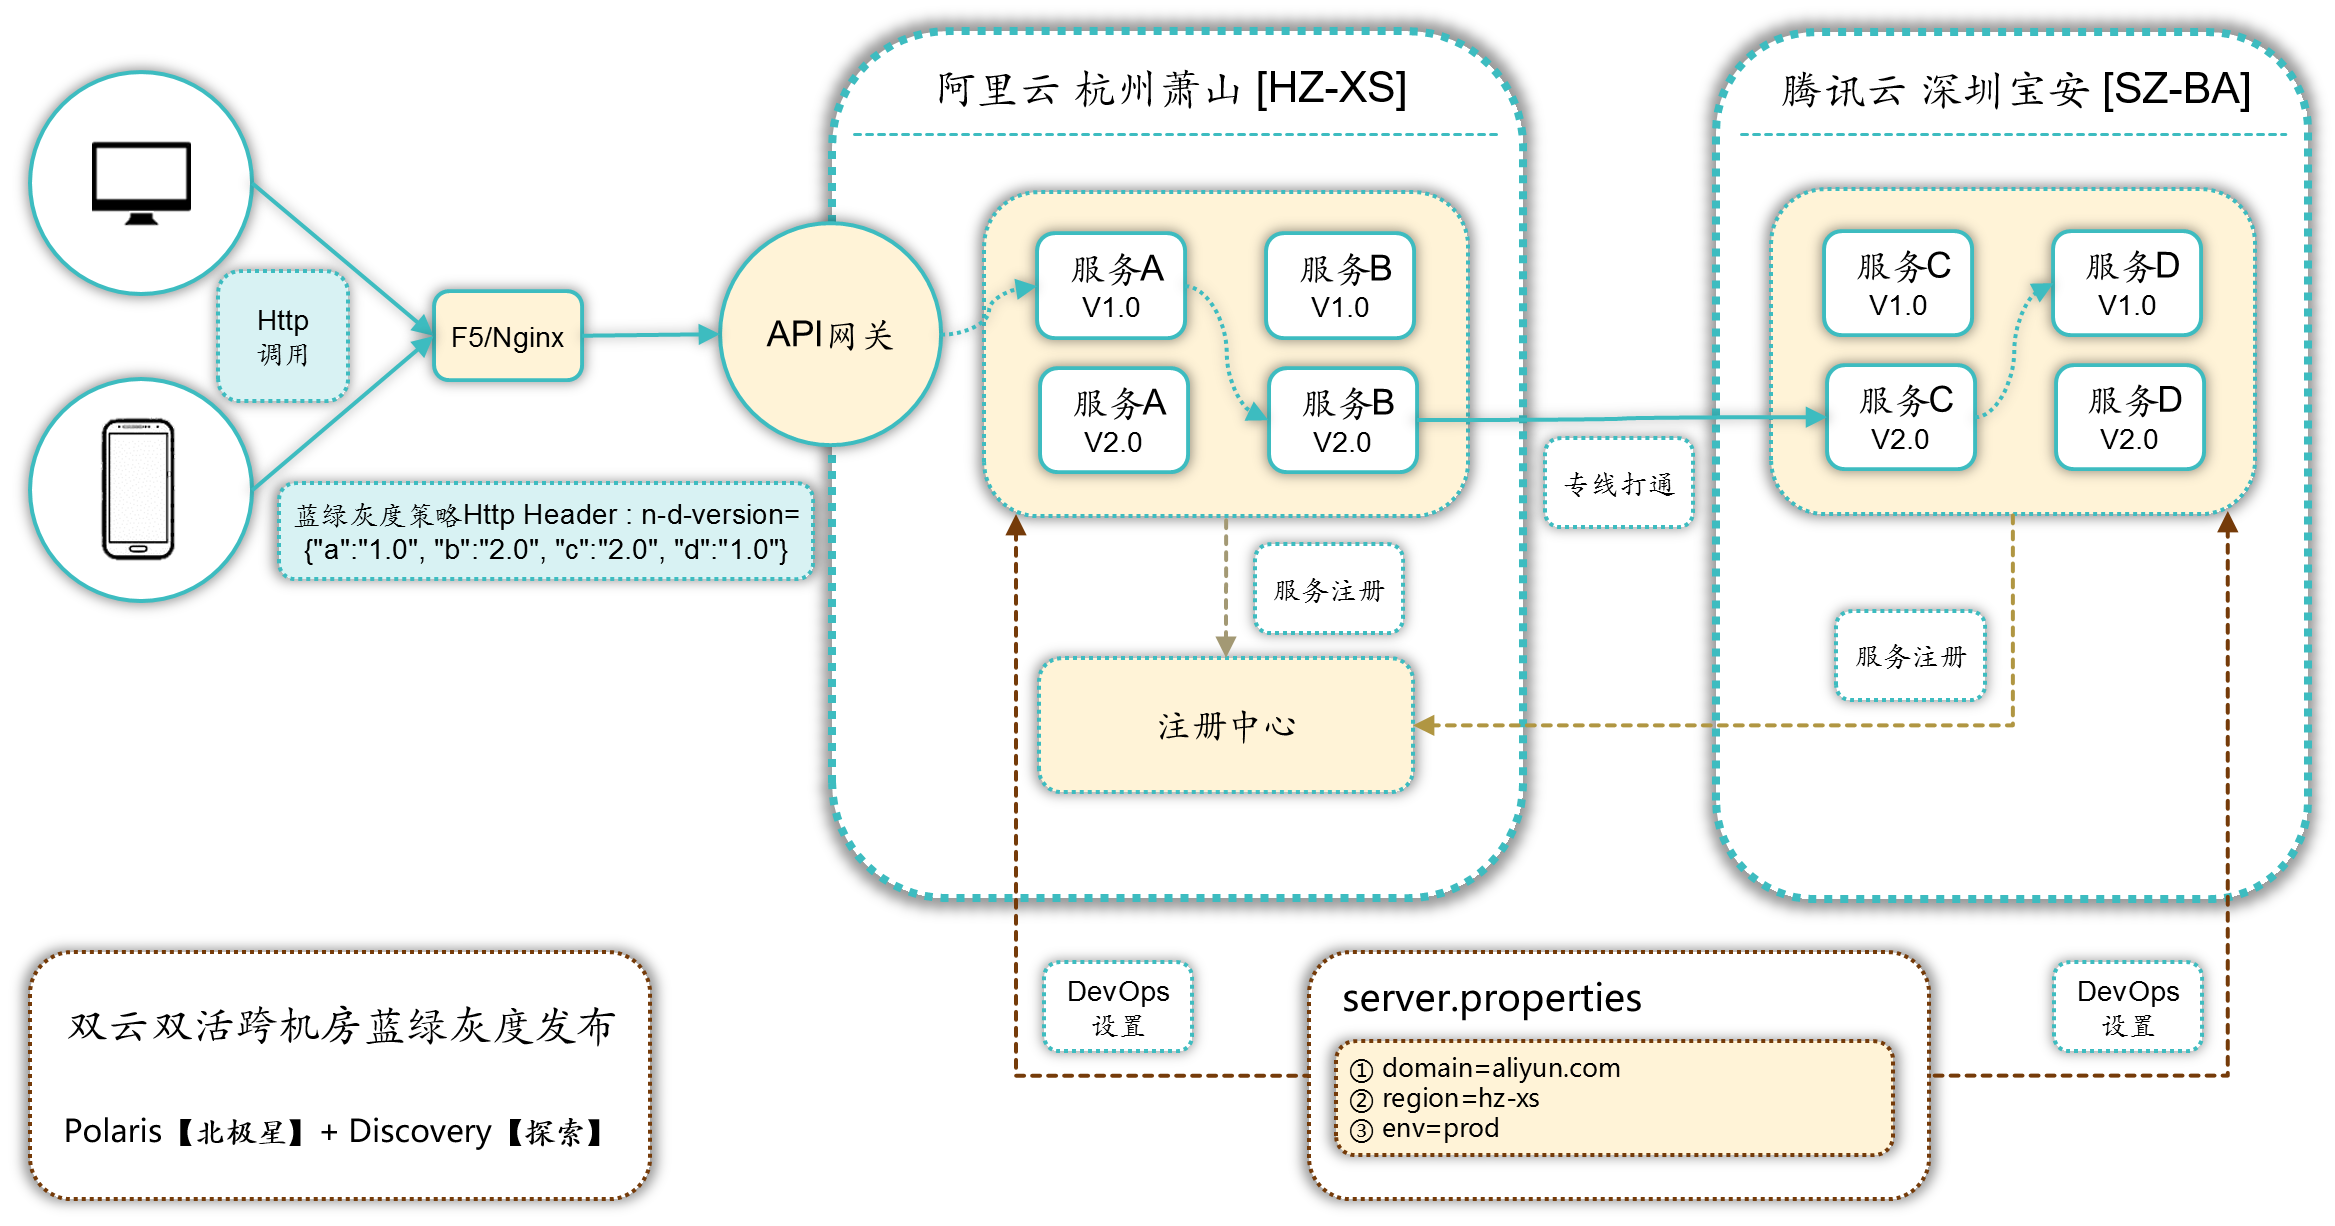 阿里云 杭州萧山 [HZ-XS]
腾讯云 深圳宝安 [SZ-BA]
Http
调用
F5/Nginx
API网关
服务A
V1.0
服务B
V1.0
服务A
V2.0
服务B
V2.0
服务C
V1.0
服务D
V1.0
服务C
V2.0
服务D
V2.0
专线打通
蓝绿灰度策略Http Header : n-d-version=
{"a":"1.0", "b":"2.0", "c":"2.0", "d":"1.0"}
服务注册
服务注册
注册中心
双云双活跨机房蓝绿灰度发布
Polaris【北极星】+ Discovery【探索】
DevOps
设置
server.properties
① domain=aliyun.com
② region=hz-xs
③ env=prod
DevOps
设置